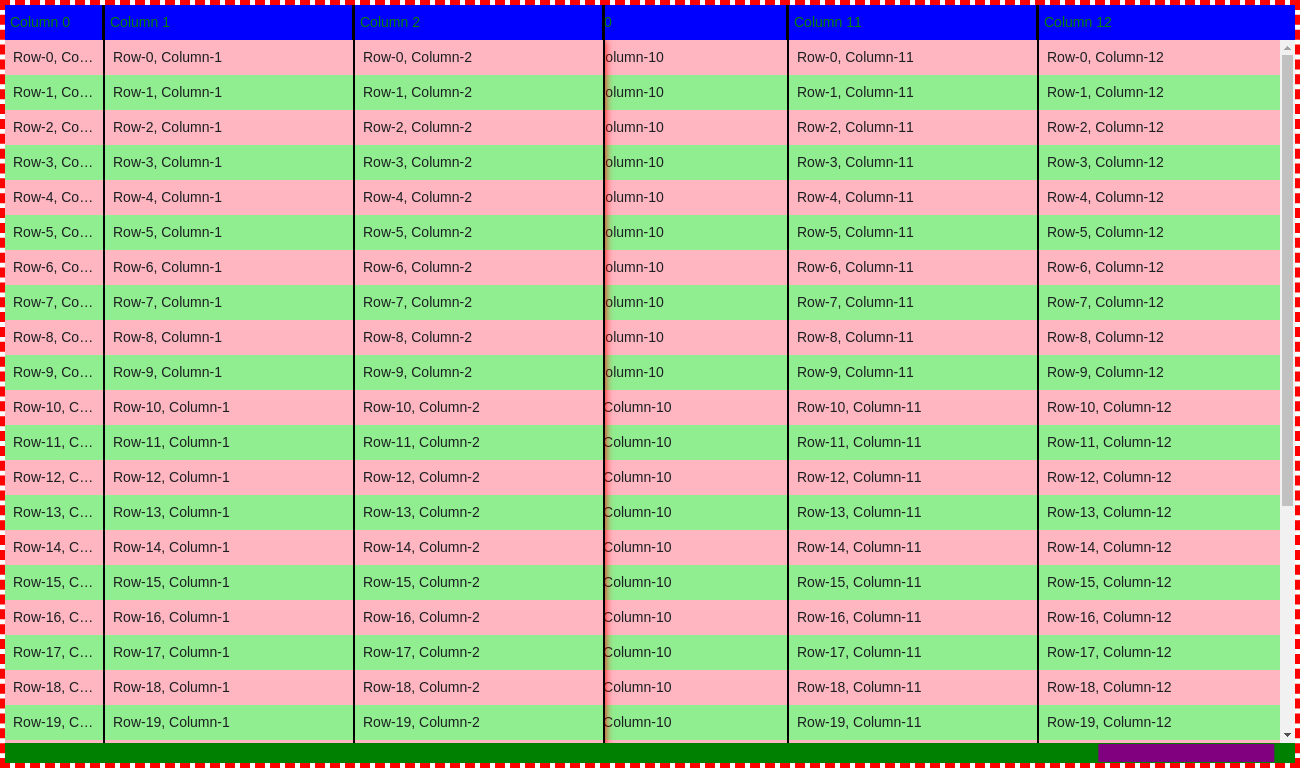 Column 0 Column 1 Column 2 0 Column 11 Column 12
Row-0, Co… Row-0, Column-1 Row-0, Column-2 olumn-10 Row-0, Column-11 Row-0, Column-12
Row-1, Co… Row-1, Column-1 Row-1, Column-2 olumn-10 Row-1, Column-11 Row-1, Column-12
Row-2, Co… Row-2, Column-1 Row-2, Column-2 olumn-10 Row-2, Column-11 Row-2, Column-12
Row-3, Co… Row-3, Column-1 Row-3, Column-2 olumn-10 Row-3, Column-11 Row-3, Column-12
Row-4, Co… Row-4, Column-1 Row-4, Column-2 olumn-10 Row-4, Column-11 Row-4, Column-12
Row-5, Co… Row-5, Column-1 Row-5, Column-2 olumn-10 Row-5, Column-11 Row-5, Column-12
Row-6, Co… Row-6, Column-1 Row-6, Column-2 olumn-10 Row-6, Column-11 Row-6, Column-12
Row-7, Co… Row-7, Column-1 Row-7, Column-2 olumn-10 Row-7, Column-11 Row-7, Column-12
Row-8, Co… Row-8, Column-1 Row-8, Column-2 olumn-10 Row-8, Column-11 Row-8, Column-12
Row-9, Co… Row-9, Column-1 Row-9, Column-2 olumn-10 Row-9, Column-11 Row-9, Column-12
Row-10, C… Row-10, Column-1 Row-10, Column-2 Column-10 Row-10, Column-11 Row-10, Column-12
Row-11, C… Row-11, Column-1 Row-11, Column-2 Column-10 Row-11, Column-11 Row-11, Column-12
Row-12, C… Row-12, Column-1 Row-12, Column-2 Column-10 Row-12, Column-11 Row-12, Column-12
Row-13, C… Row-13, Column-1 Row-13, Column-2 Column-10 Row-13, Column-11 Row-13, Column-12
Row-14, C… Row-14, Column-1 Row-14, Column-2 Column-10 Row-14, Column-11 Row-14, Column-12
Row-15, C… Row-15, Column-1 Row-15, Column-2 Column-10 Row-15, Column-11 Row-15, Column-12
Row-16, C… Row-16, Column-1 Row-16, Column-2 Column-10 Row-16, Column-11 Row-16, Column-12
Row-17, C… Row-17, Column-1 Row-17, Column-2 Column-10 Row-17, Column-11 Row-17, Column-12
Row-18, C… Row-18, Column-1 Row-18, Column-2 Column-10 Row-18, Column-11 Row-18, Column-12
Row-19, C… Row-19, Column-1 Row-19, Column-2 Column-10 Row-19, Column-11 Row-19, Column-12